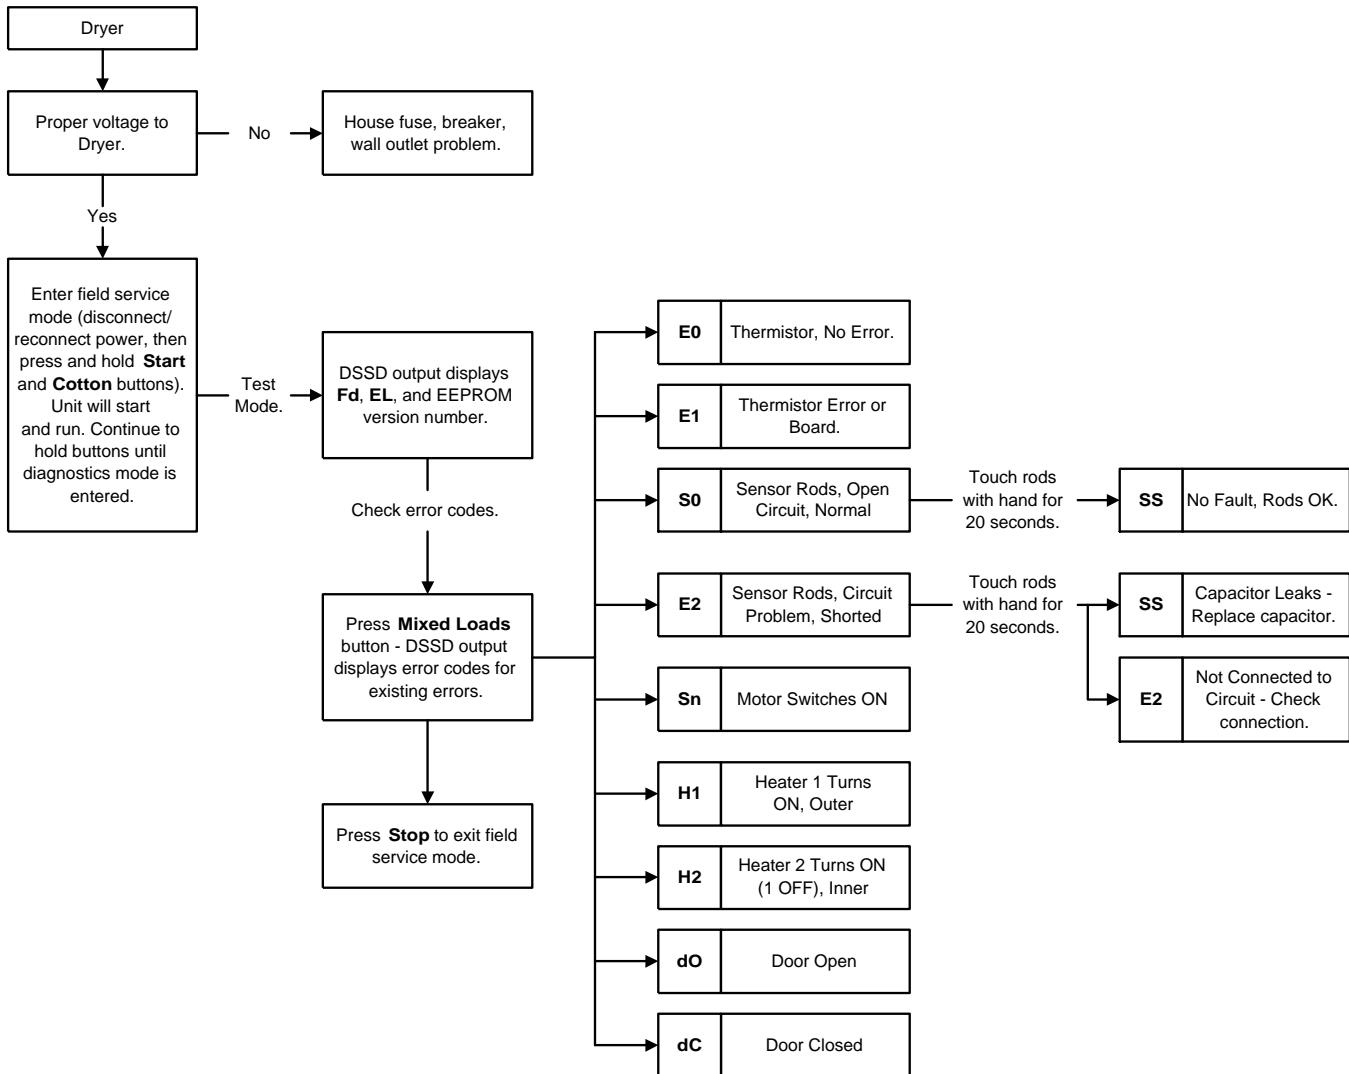 Dryer
Proper voltage to
Dryer.
No
House fuse, breaker,
wall outlet problem.
Yes
Enter field service
mode (disconnect/
reconnect power, then
press and hold Start
and Cotton buttons).
Unit will start
and run. Continue to
hold buttons until
diagnostics mode is
entered.
Test
Mode.
DSSD output displays
Fd, EL, and EEPROM
version number.
Check error codes.
Press Mixed Loads
button - DSSD output
displays error codes for
existing errors.
Press Stop to exit field
service mode.
E0
Thermistor, No Error.
E1
Thermistor Error or
Board.
S0
Sensor Rods, Open
Circuit, Normal
Touch rods
with hand for
20 seconds.
SS
No Fault, Rods OK.
E2
Sensor Rods, Circuit
Problem, Shorted
Touch rods
with hand for
20 seconds.
SS
Capacitor Leaks -
Replace capacitor.
E2
Not Connected to
Circuit - Check
connection.
Sn
Motor Switches ON
H1
Heater 1 Turns
ON, Outer
H2
Heater 2 Turns ON
(1 OFF), Inner
dO
Door Open
dC
Door Closed